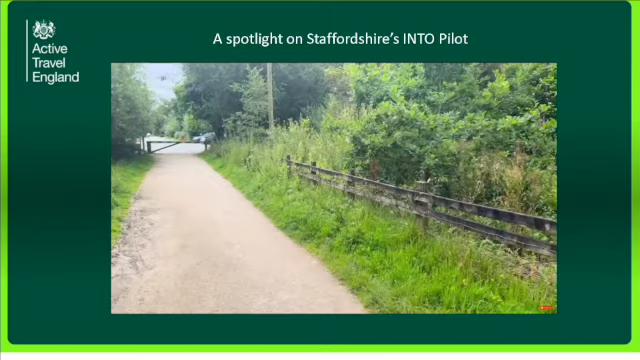 A spotlight on Staffordshire's INTO Pilot
Active
Travel
England